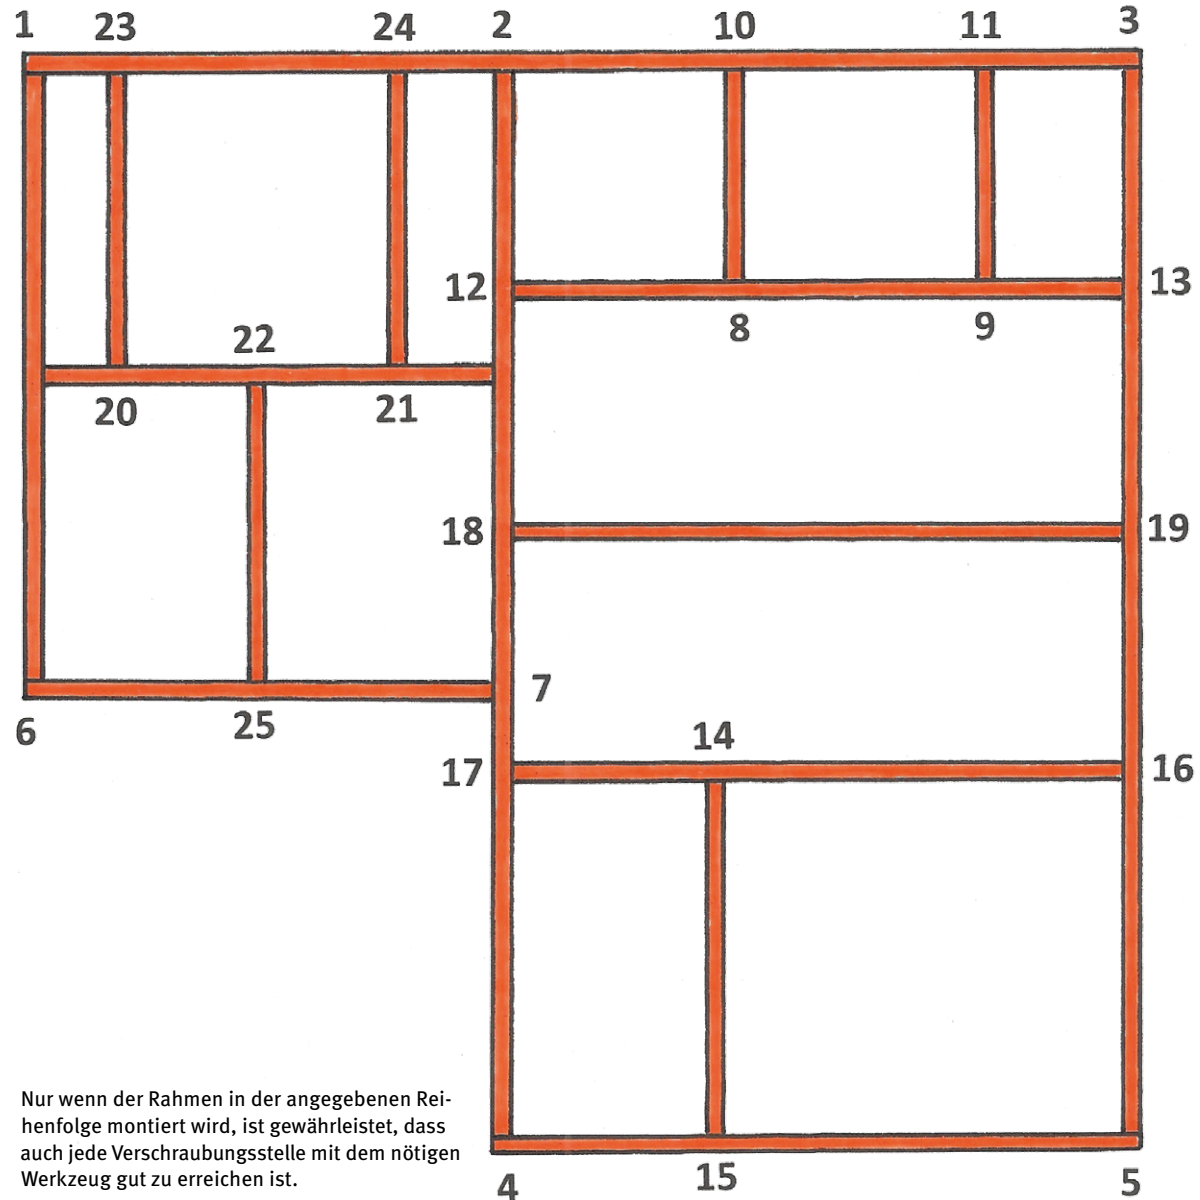 1 23 24 2 10 11 3
12 13
22 8 9
20 21
18 19
7
6 25 14
17 16
Nur wenn der Rahmen in der angegebenen Rei-
henfolge montiert wird, ist gewährleistet, dass
auch jede Verschraubungsstelle mit dem nötigen
Werkzeug gut zu erreichen ist.
4 15 5